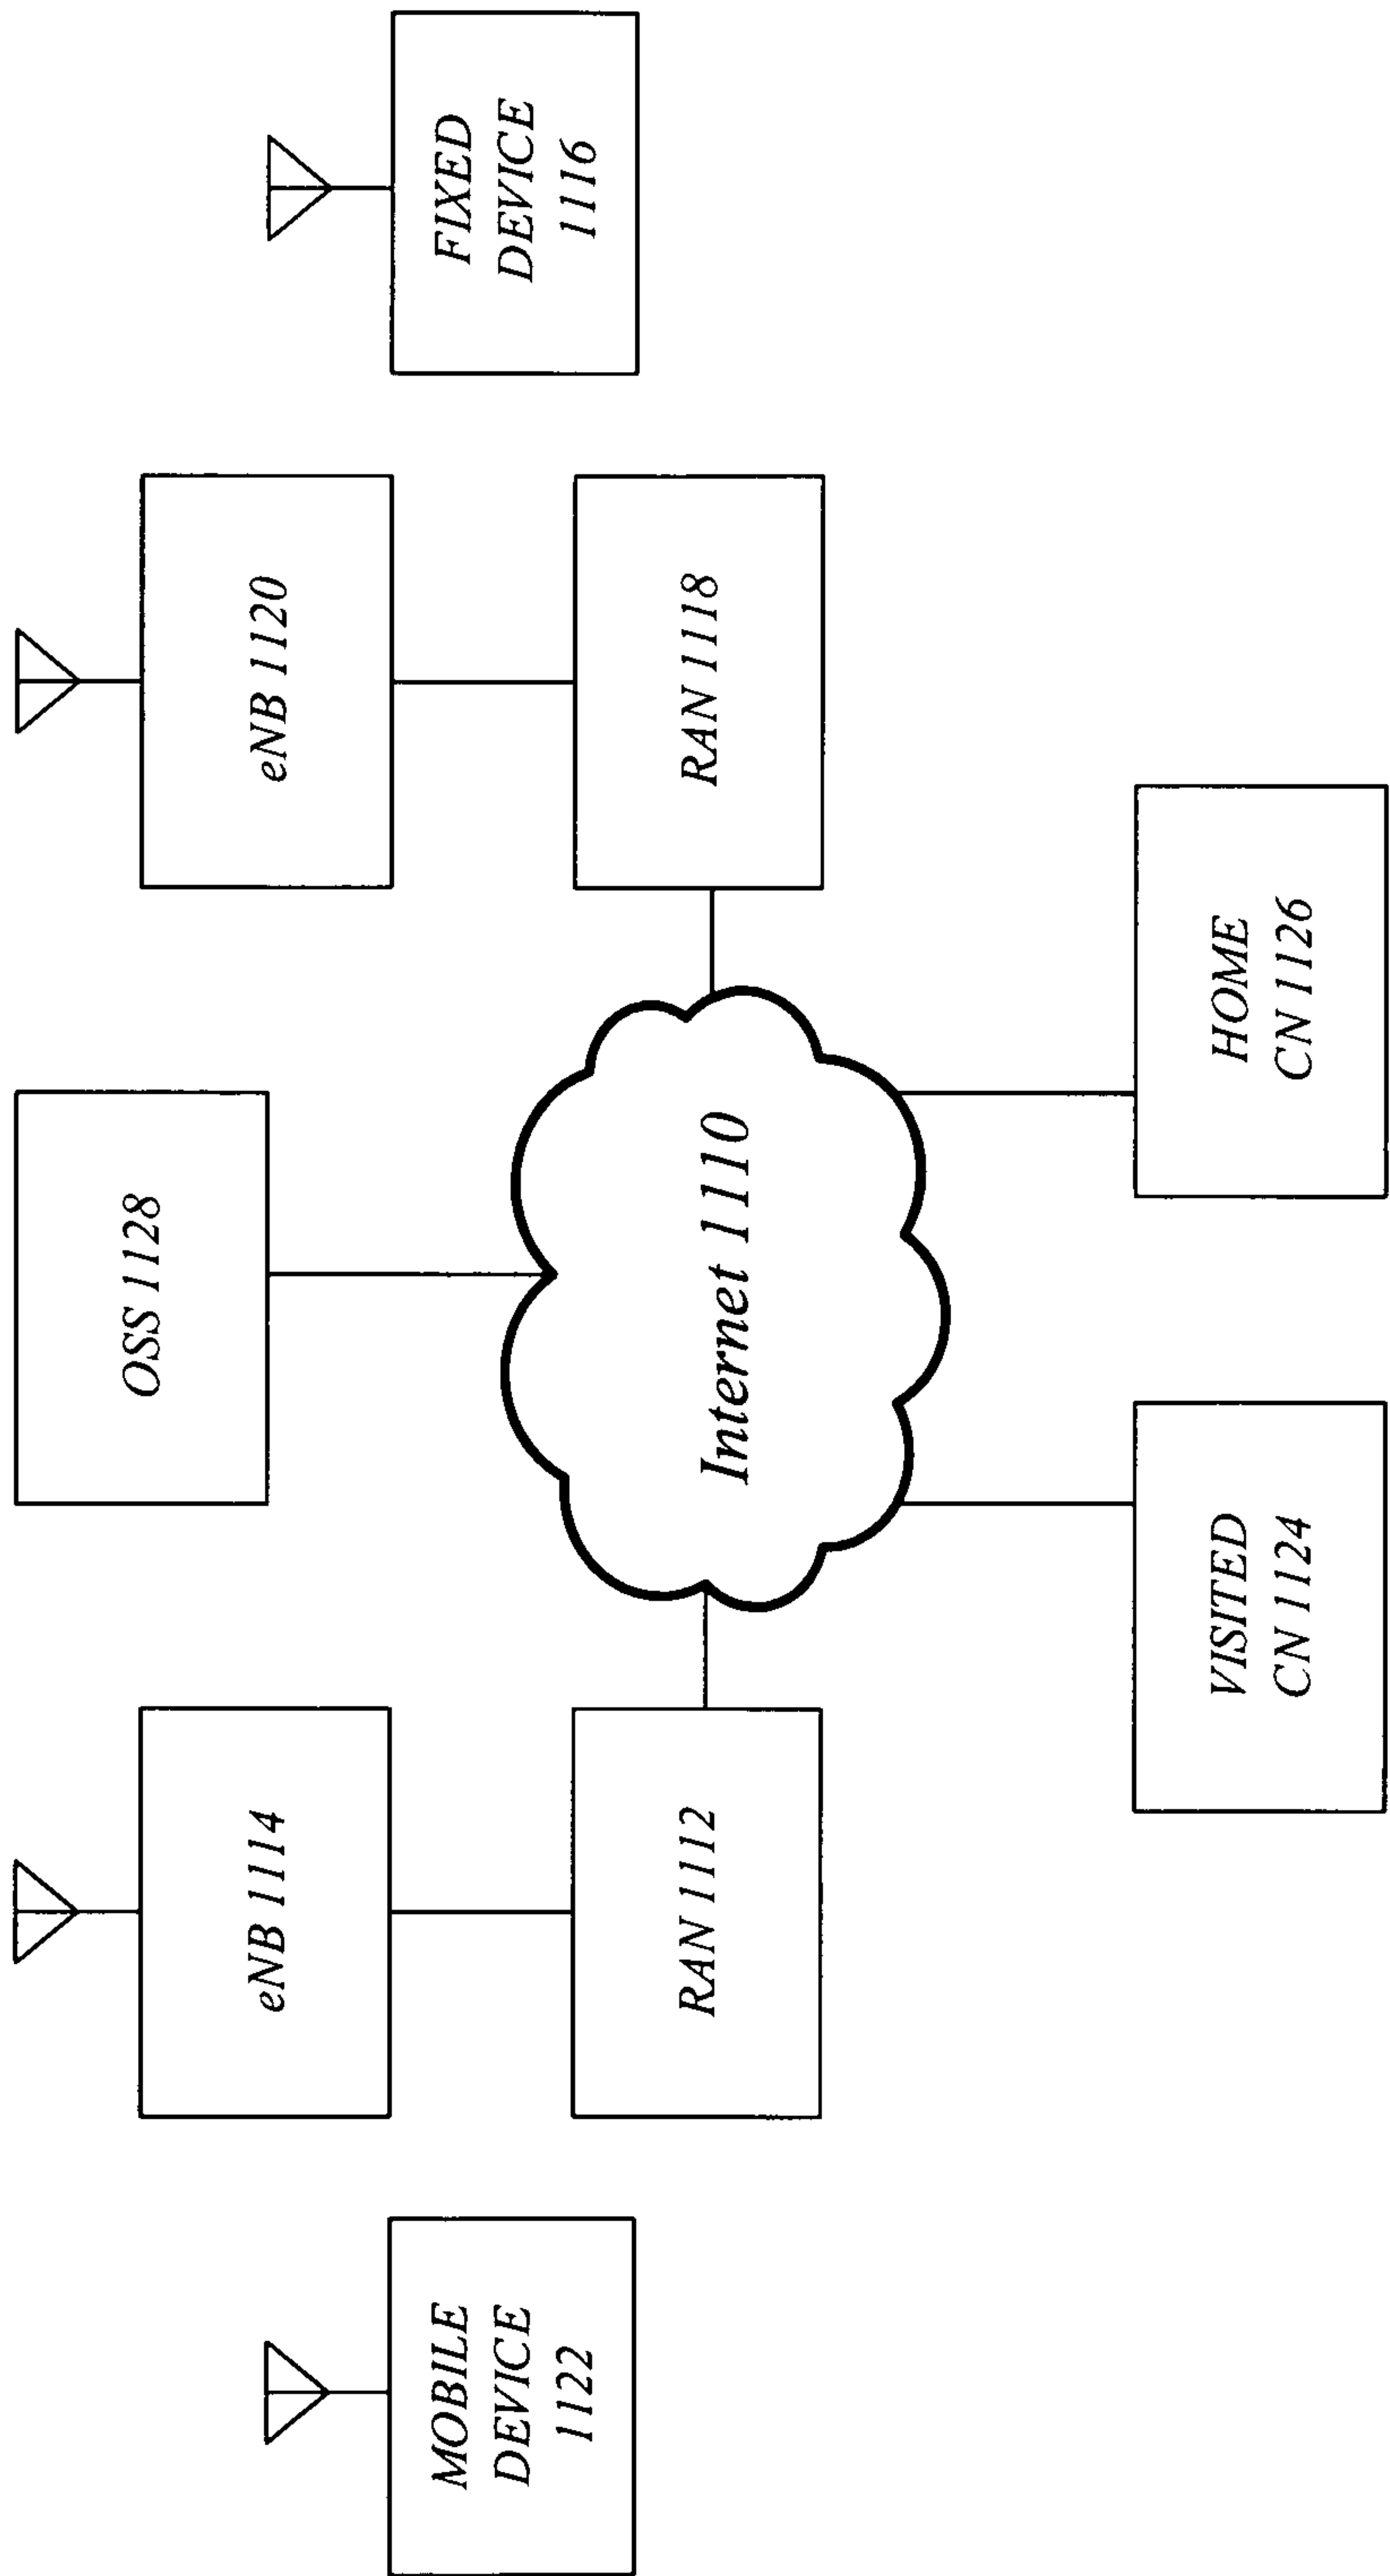 OSS 1128
eNB 1114
eNB 1120
MOBILE
DEVICE
1122
FIXED
DEVICE
1116
RAN 1112
Internet 1110
RAN 1118
VISITED
CN 1124
HOME
CN 1126